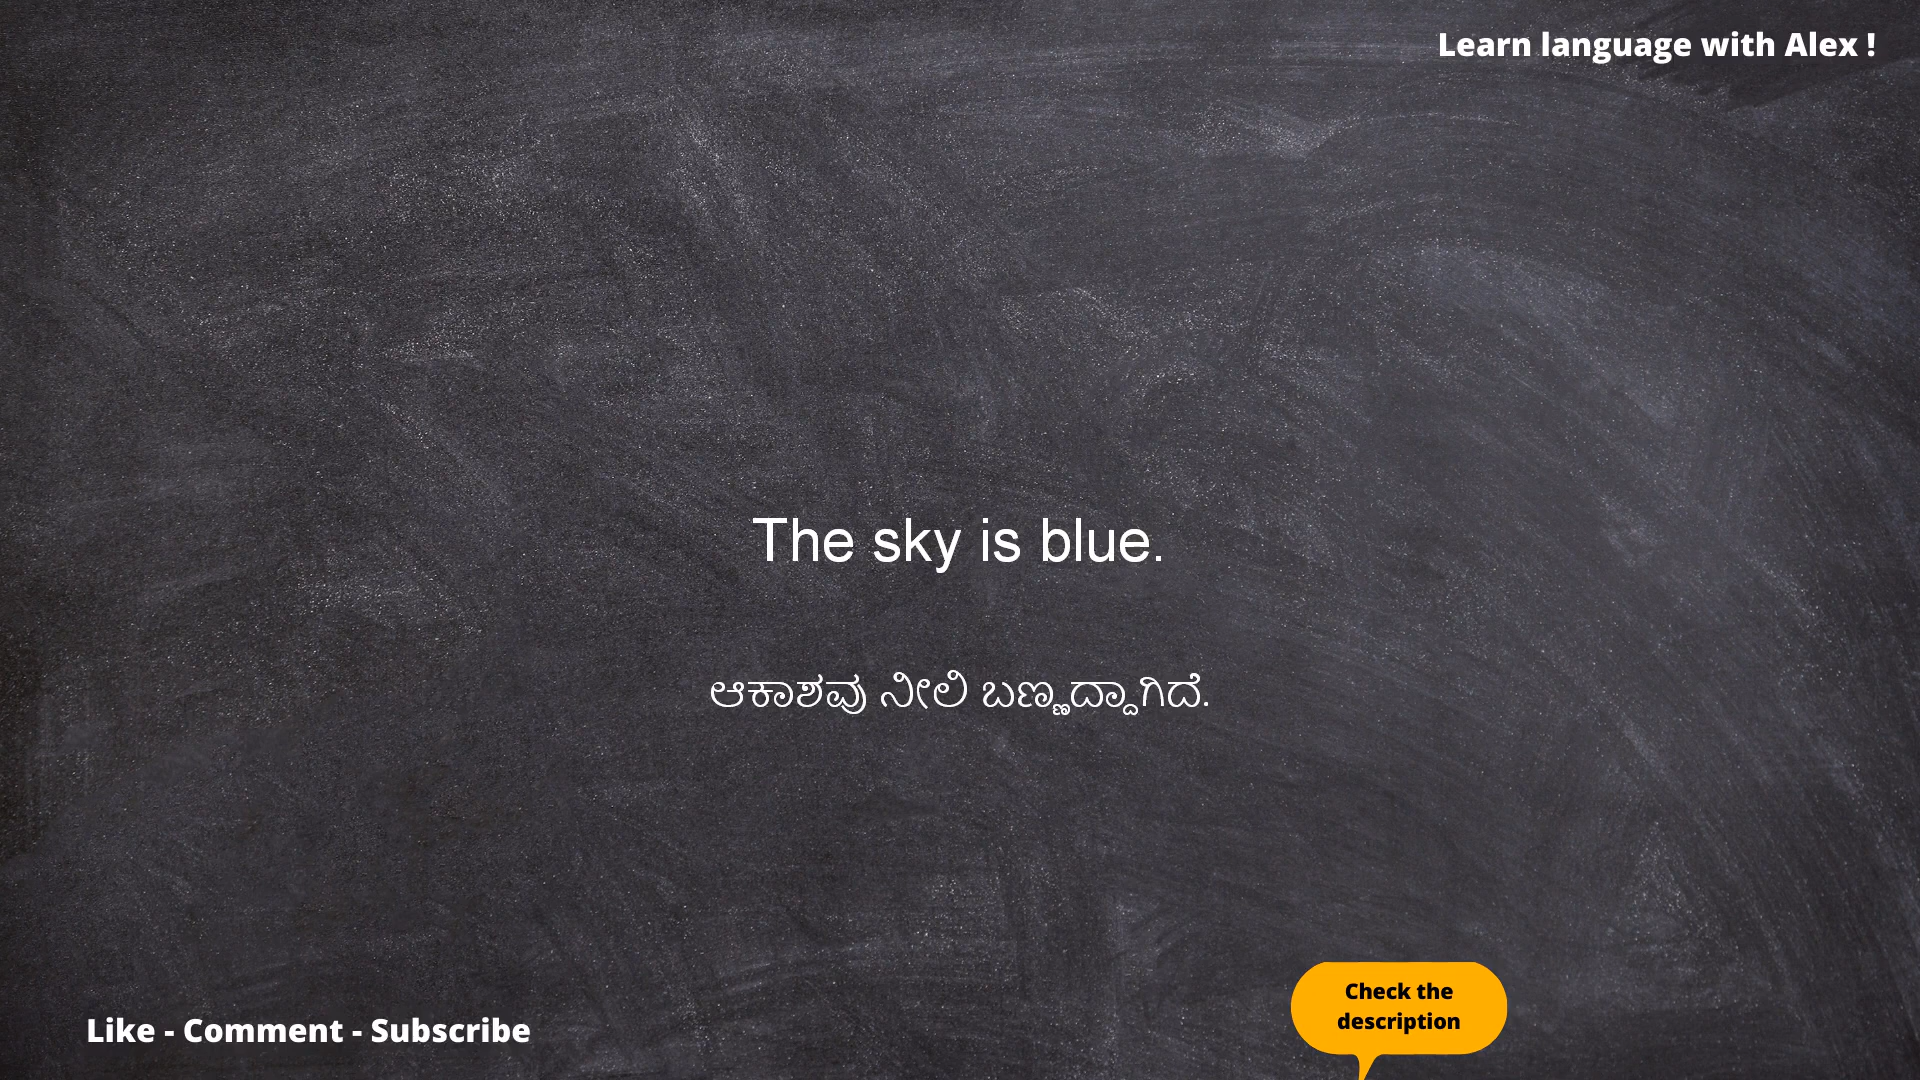 Learn language with Alex !
The sky is blue.
ಆಕಾಶವು ನೀಲಿ ಬಣ್ಣದ್ದಾಗಿದೆ.
Check the
description
Like - Comment - Subscribe